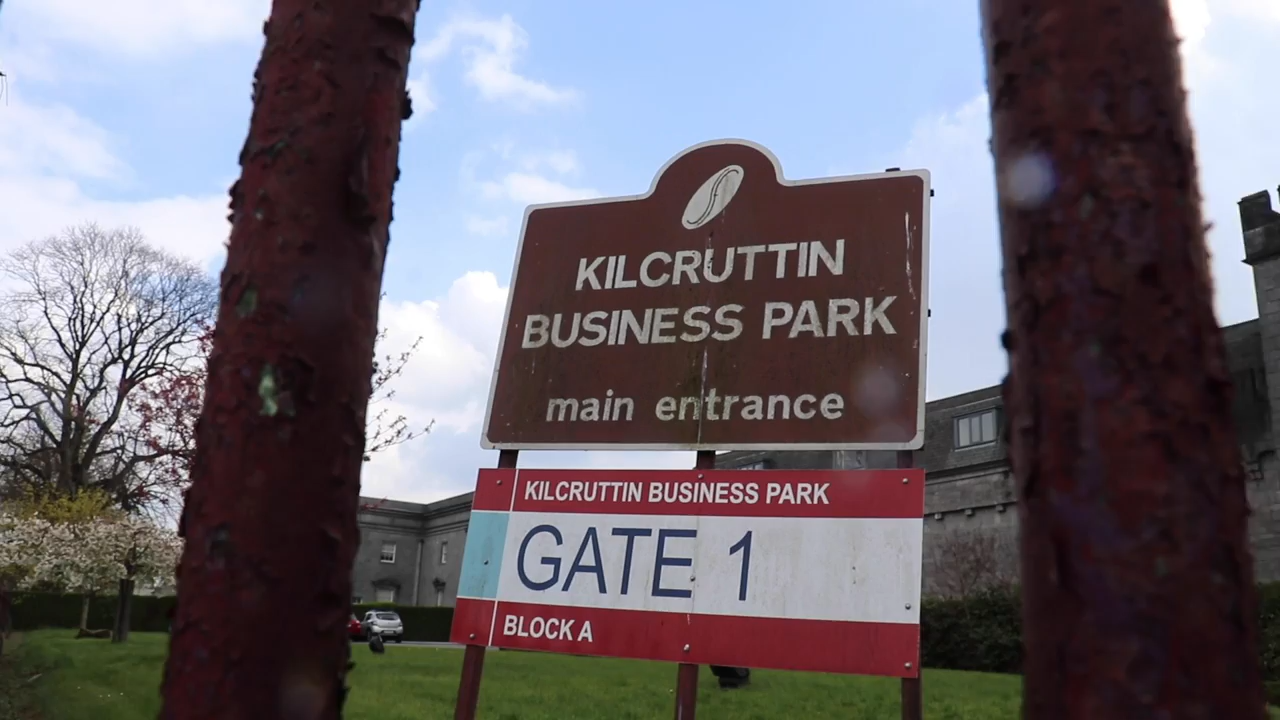 KILCRUTTIN
BUSINESS PARK
main entrance
KILCRUTTIN BUSINESS PARK
GATE 1
BLOCK A